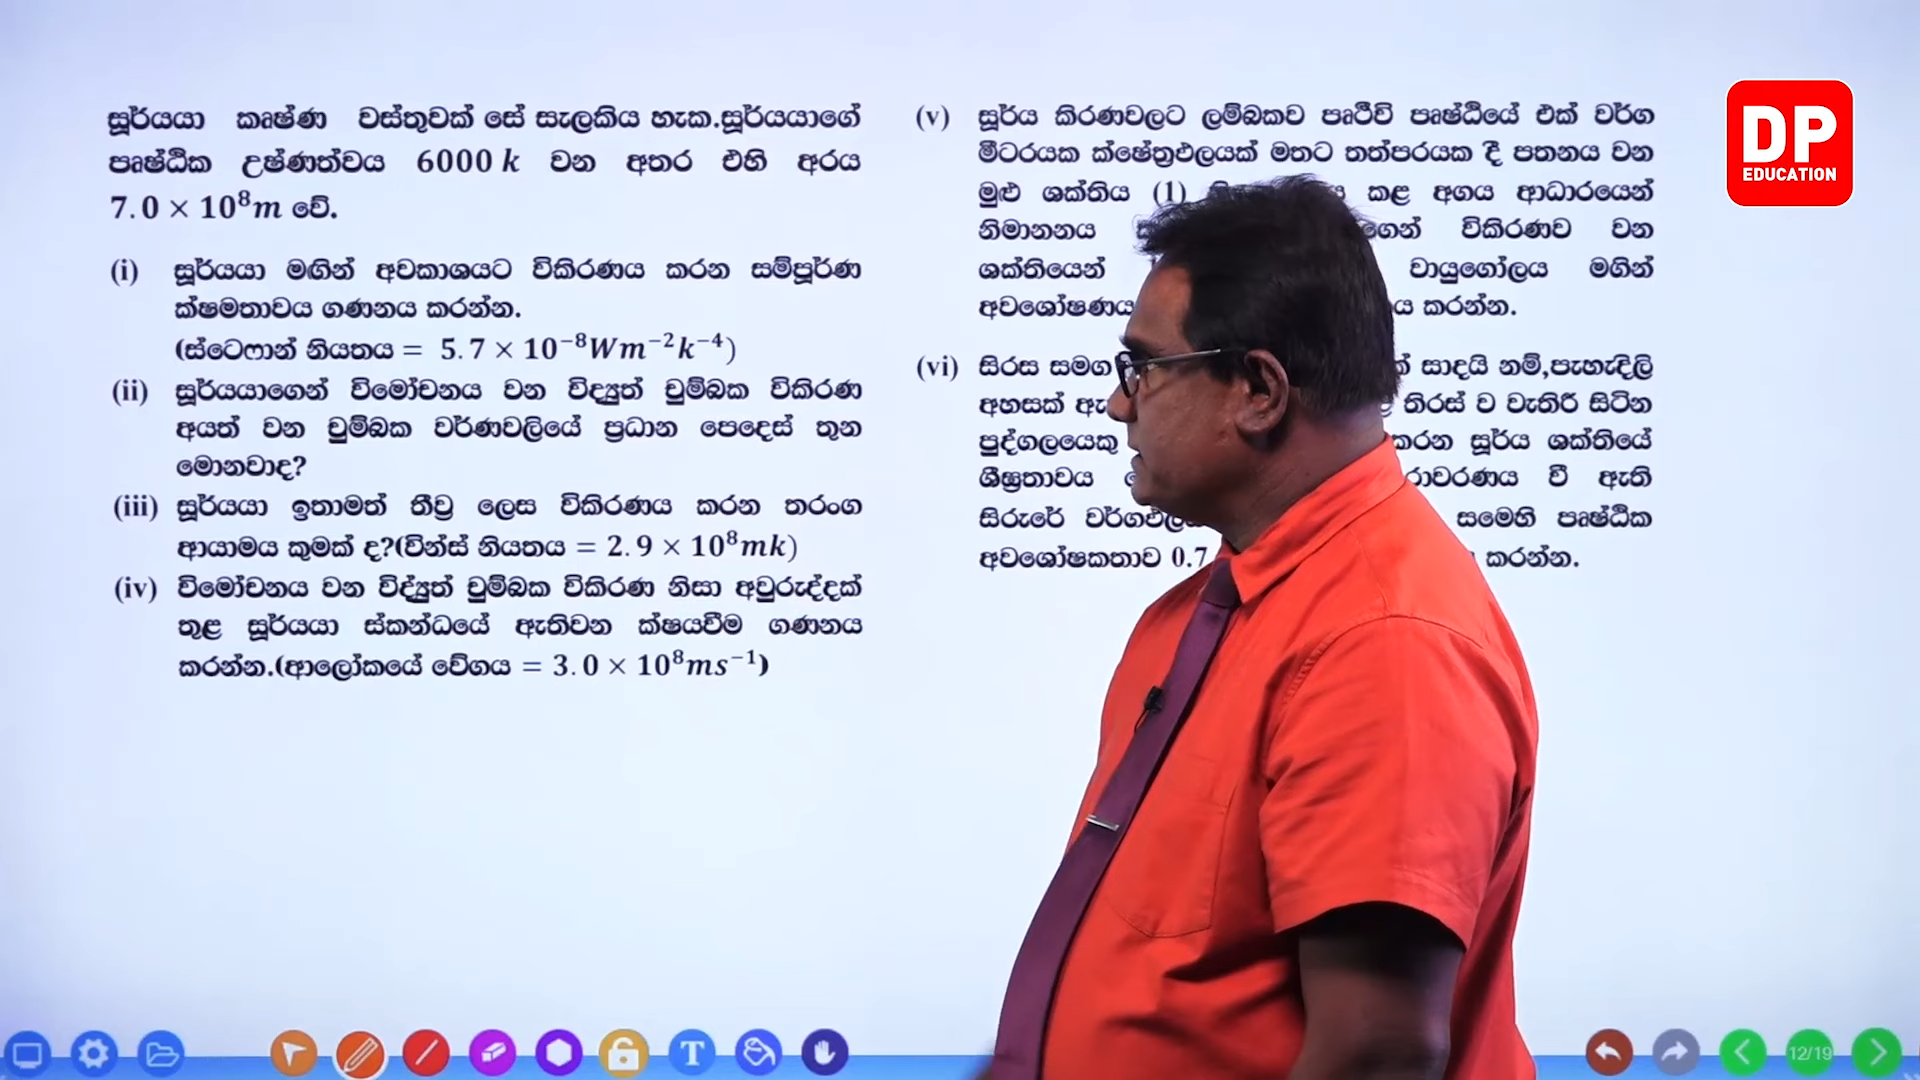 සූර්යයා කෘෂ්ණ වස්තුවක් සේ සැලකිය හැක.සූර්යයාගේ
පෘෂ්ඨික උෂ්ණත්වය 6000 k වන අතර එහි අරය
7.0 × 10⁸m වේ.
(i) සූර්යයා මඟින් අවකාශයට විකිරණය කරන සම්පූර්ණ
ක්ෂමතාවය ගණනය කරන්න.
(ස්ටෙෆාන් නියතය = 5.7 × 10⁻⁸Wm⁻²k⁻⁴)
(ii) සූර්යයාගෙන් විමෝචනය වන විද්‍යුත් චුම්බක විකිරණ
අයත් වන චුම්බක වර්ණවලියේ ප්‍රධාන පෙදෙස් තුන
මොනවාද?
(iii) සූර්යයා ඉතාමත් තීව්‍ර ලෙස විකිරණය කරන තරංග
ආයාමය කුමක් ද?(වින්ස් නියතය = 2.9 × 10⁸mk)
(iv) විමෝචනය වන විද්‍යුත් චුම්බක විකිරණ නිසා අවුරුද්දක්
තුළ සූර්යයා ස්කන්ධයේ ඇතිවන ක්ෂයවීම ගණනය
කරන්න.(ආලෝකයේ වේගය = 3.0 × 10⁸ms⁻¹)
(v) සූර්ය කිරණවලට ලම්බකව පෘථිවි පෘෂ්ඨයේ එක් වර්ග
මීටරයක ක්ෂේත්‍රඵලයක් මතට තත්පරයක දී පතනය වන
මුළු ශක්තිය (1) කළ අගය ආධාරයෙන්
නිමානනය විකිරණව වන
ශක්තියෙන් වායුගෝලය මගින්
අවශෝෂණය කරන්න.
(vi) සිරස සමග සාදයි නම්,පැහැදිලි
අහසක් තිරස් ව වැතිරී සිටින
පුද්ගලයෙකු කරන සූර්ය ශක්තියේ
ශීඝ්‍රතාවය වී ඇති
සිරුරේ සමෙහි පෘෂ්ඨික
අවශෝෂකතාව 0.7 කරන්න.
DP
EDUCATION
T
12/19